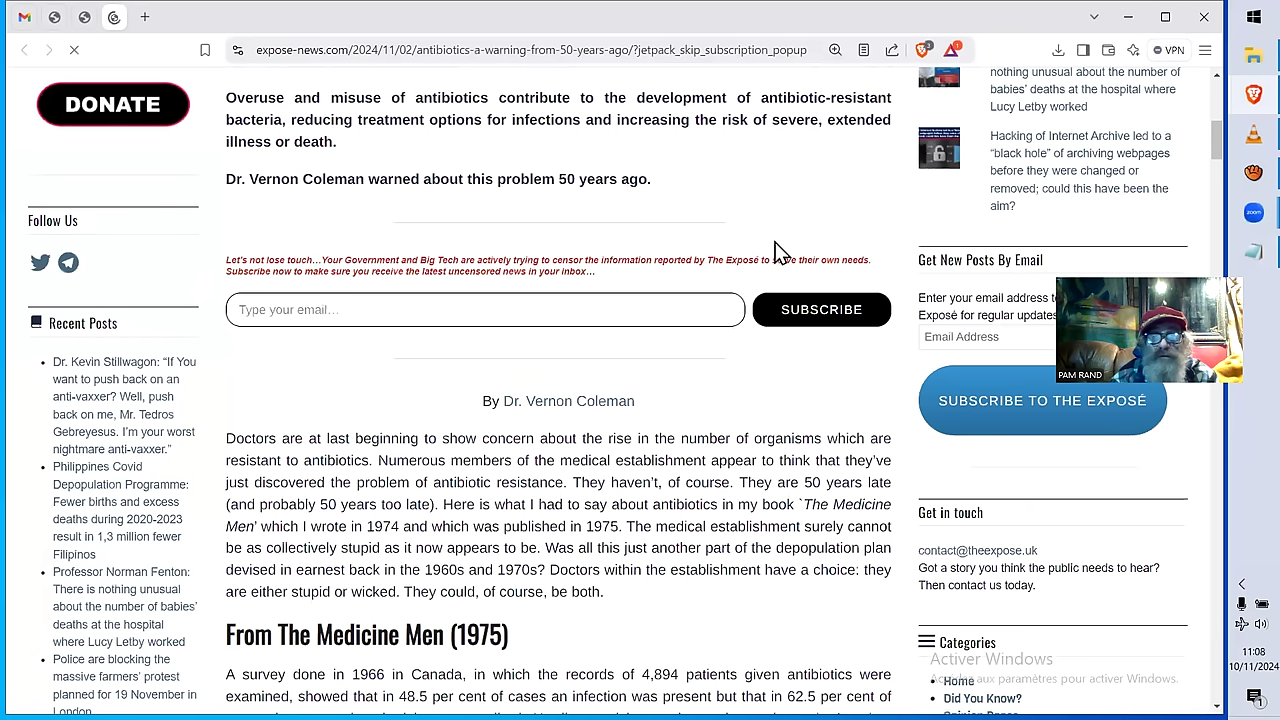 expose-news.com/2024/11/02/antibiotics-a-warning-from-50-years-ago/?jetpack_skip_subscription_popup
3
1
VPN
DONATE
Follow Us
Recent Posts
Dr. Kevin Stillwagon: “If You
want to push back on an
anti-vaxxer? Well, push
back on me, Mr. Tedros
Gebreyesus. I’m your worst
nightmare anti-vaxxer.”
Philippines Covid
Depopulation Programme:
Fewer births and excess
deaths during 2020-2023
result in 1,3 million fewer
Filipinos
Professor Norman Fenton:
There is nothing unusual
about the number of babies’
deaths at the hospital
where Lucy Letby worked
Police are blocking the
massive farmers’ protest
planned for 19 November in
London
Overuse and misuse of antibiotics contribute to the development of antibiotic-resistant
bacteria, reducing treatment options for infections and increasing the risk of severe, extended
illness or death.
Dr. Vernon Coleman warned about this problem 50 years ago.
Let’s not lose touch…Your Government and Big Tech are actively trying to censor the information reported by The Exposé to their own needs.
Subscribe now to make sure you receive the latest uncensored news in your inbox…
Type your email…
SUBSCRIBE
By Dr. Vernon Coleman
Doctors are at last beginning to show concern about the rise in the number of organisms which are
resistant to antibiotics. Numerous members of the medical establishment appear to think that they’ve
just discovered the problem of antibiotic resistance. They haven’t, of course. They are 50 years late
(and probably 50 years too late). Here is what I had to say about antibiotics in my book `The Medicine
Men’ which I wrote in 1974 and which was published in 1975. The medical establishment surely cannot
be as collectively stupid as it now appears to be. Was all this just another part of the depopulation plan
devised in earnest back in the 1960s and 1970s? Doctors within the establishment have a choice: they
are either stupid or wicked. They could, of course, be both.
From The Medicine Men (1975)
A survey done in 1966 in Canada, in which the records of 4,894 patients given antibiotics were
examined, showed that in 48.5 per cent of cases an infection was present but that in 62.5 per cent of
nothing unusual about the number of
babies’ deaths at the hospital where
Lucy Letby worked
Hacking of Internet Archive led to a
“black hole” of archiving webpages
before they were changed or
removed; could this have been the
aim?
Get New Posts By Email
Enter your email address t
Exposé for regular updates
Email Address
PAM RAND
SUBSCRIBE TO THE EXPOSÉ
Get in touch
contact@theexpose.uk
Got a story you think the public needs to hear?
Then contact us today.
Categories
Home
Did You Know?
Activer Windows
aux paramètres pour activer Windows.
zoom
11:08
10/11/2024
1